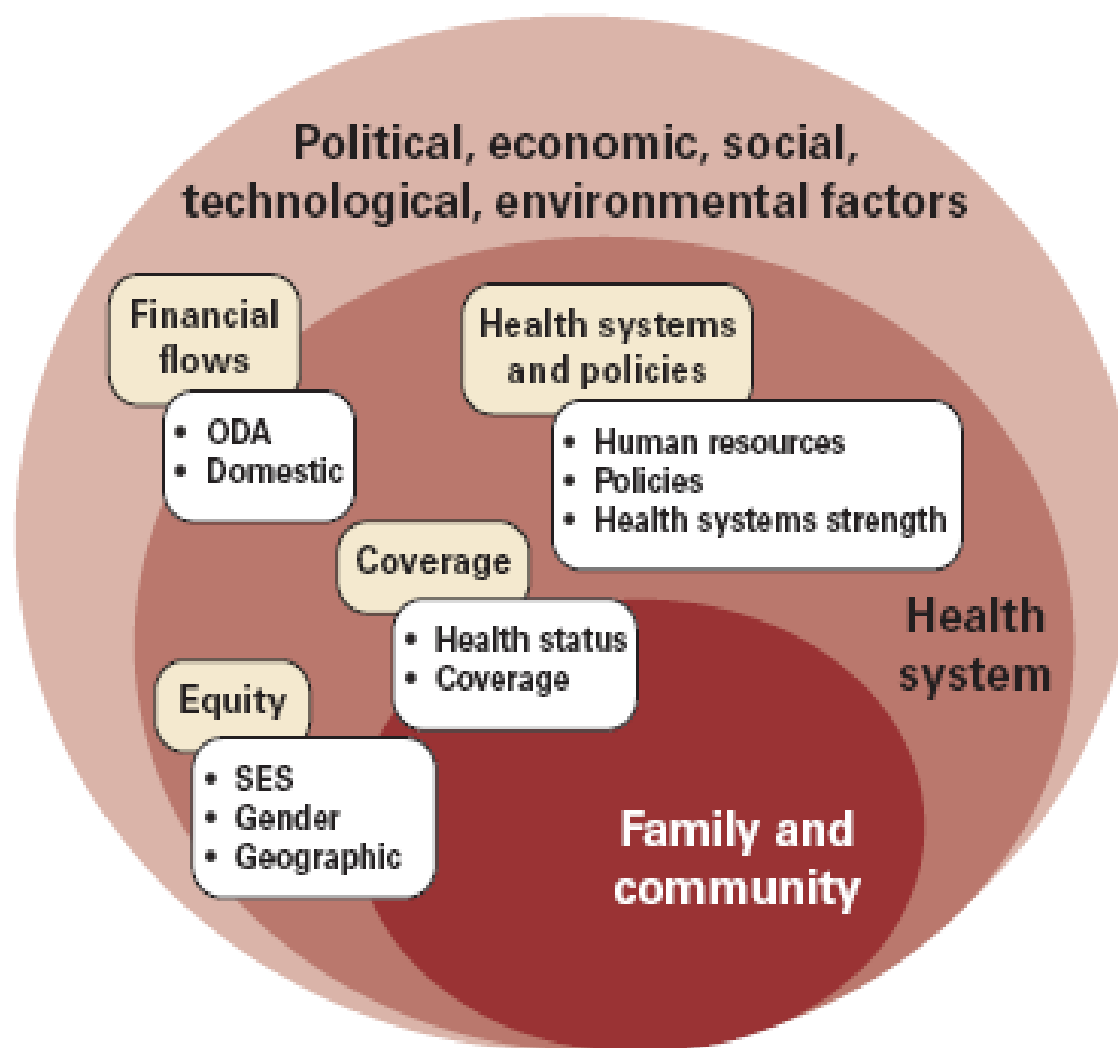 Political, economic, social,
technological, environmental factors
Financial
flows
• ODA
• Domestic
Health systems
and policies
• Human resources
• Policies
• Health systems strength
Coverage
• Health status
• Coverage
Health
system
Equity
• SES
• Gender
• Geographic
Family and
community